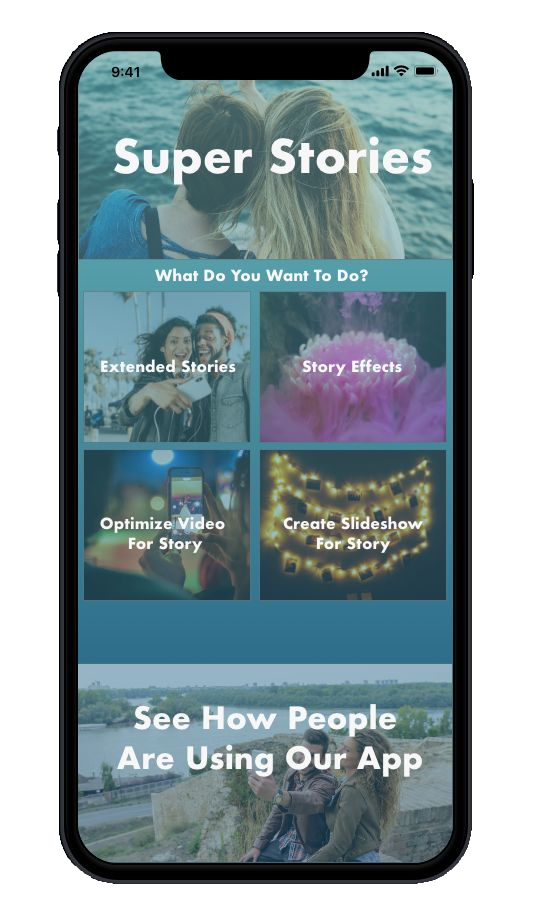 9:41
Super Stories
What Do You Want To Do?
Extended Stories
Story Effects
Optimize Video
For Story
Create Slideshow
For Story
See How People
Are Using Our App